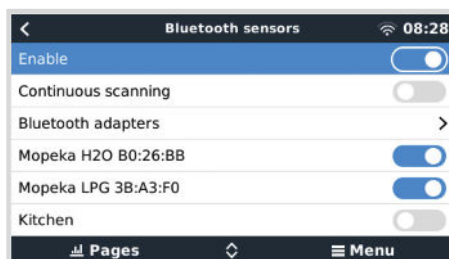 Bluetooth sensors 08:28
Enable
Continuous scanning
Bluetooth adapters
Mopeka H2O B0:26:BB
Mopeka LPG 3B:A3:F0
Kitchen
Pages Menu